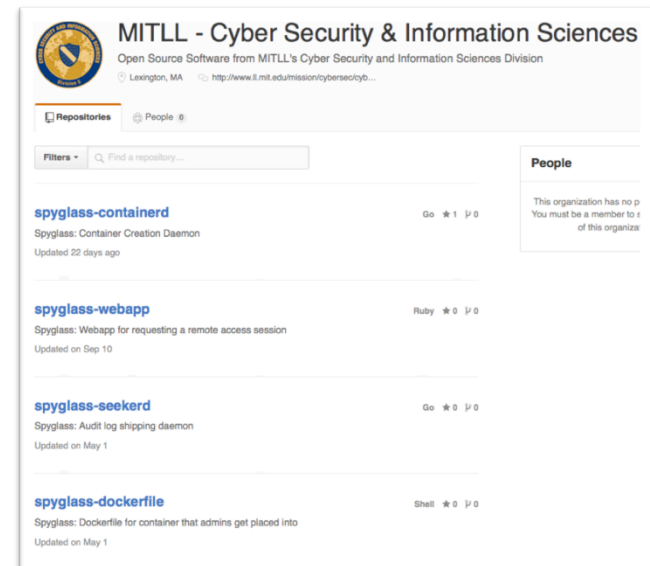 MITLL - Cyber Security & Information Sciences
Open Source Software from MITLL's Cyber Security and Information Sciences Division
Lexington, MA http://www.ll.mit.edu/mission/cybersec/cyb...
Repositories People 0
Filters Find a repository...
People
This organization has no p
You must be a member to s
of this organizat
spyglass-containerd Go 1 0
Spyglass: Container Creation Daemon
Updated 22 days ago
spyglass-webapp Ruby 0 0
Spyglass: Webapp for requesting a remote access session
Updated on Sep 10
spyglass-seekerd Go 0 0
Spyglass: Audit log shipping daemon
Updated on May 1
spyglass-dockerfile Shell 0 0
Spyglass: Dockerfile for container that admins get placed into
Updated on May 1